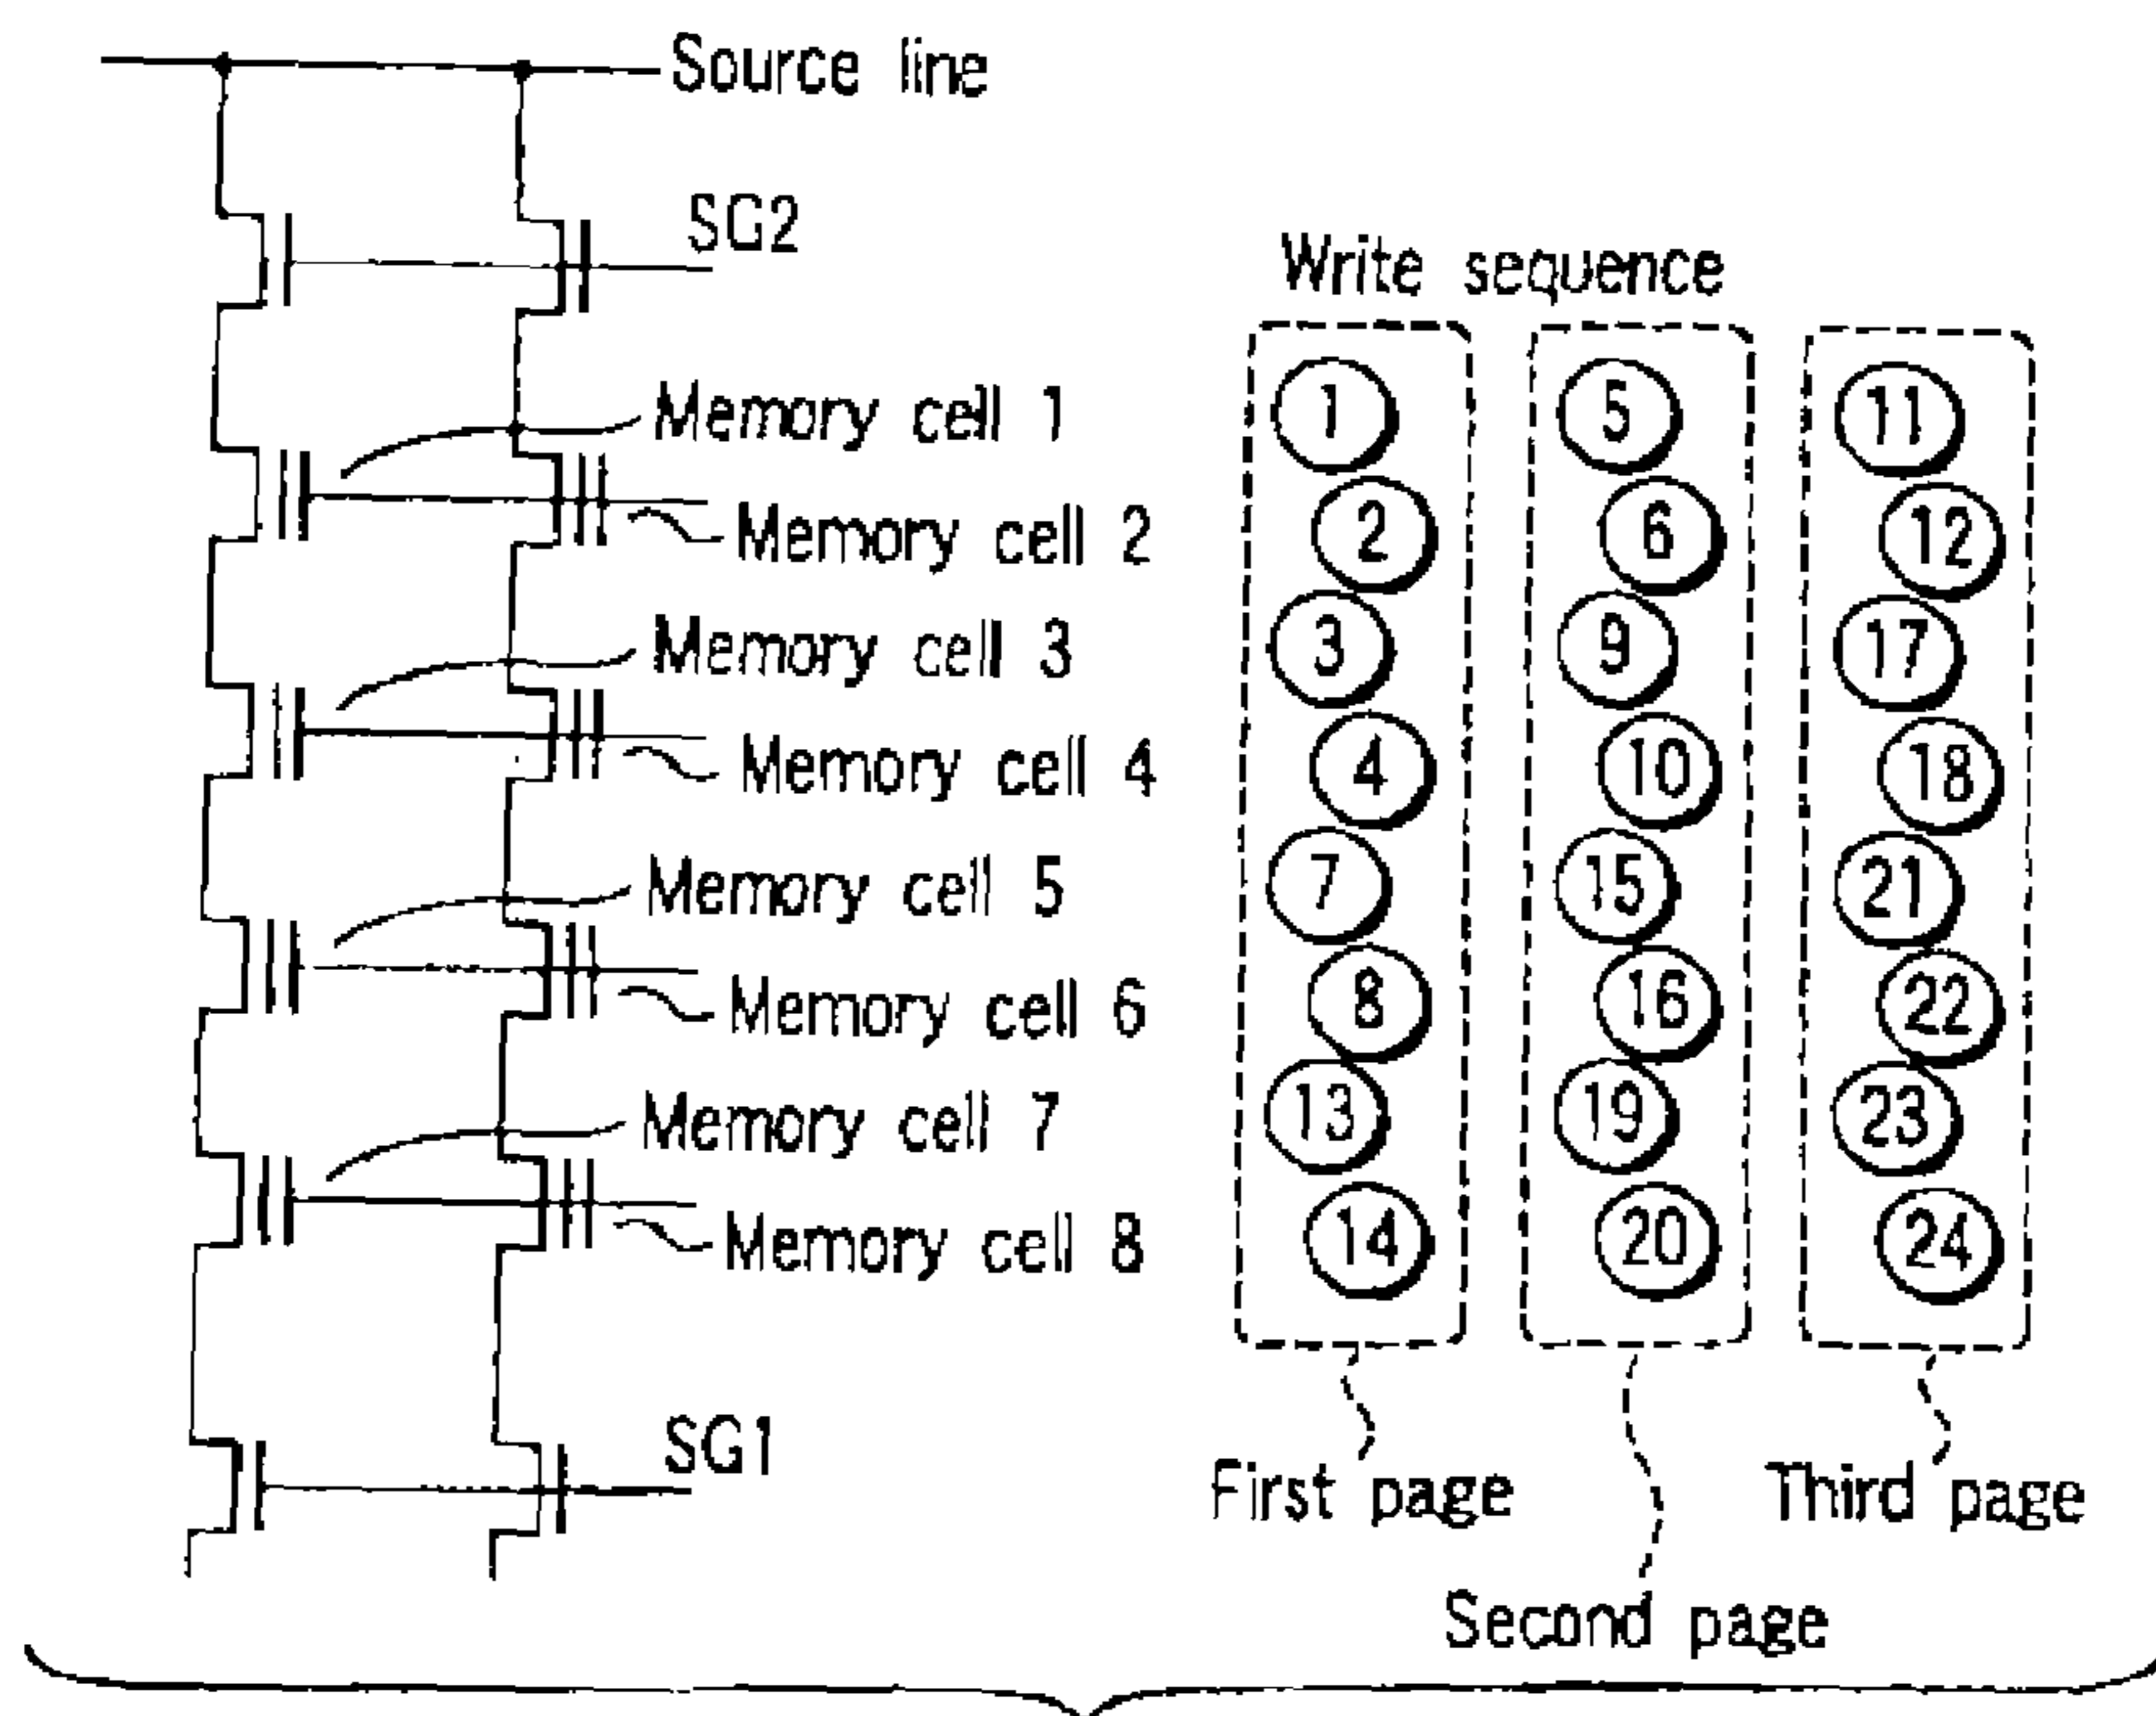 Source line
SG2
Write sequence
Memory cell 1
1 5 11
Memory cell 2
2 6 12
Memory cell 3
3 9 17
Memory cell 4
4 10 18
Memory cell 5
7 15 21
Memory cell 6
8 16 22
Memory cell 7
13 19 23
Memory cell 8
14 20 24
SG1
First page
Third page
Second page